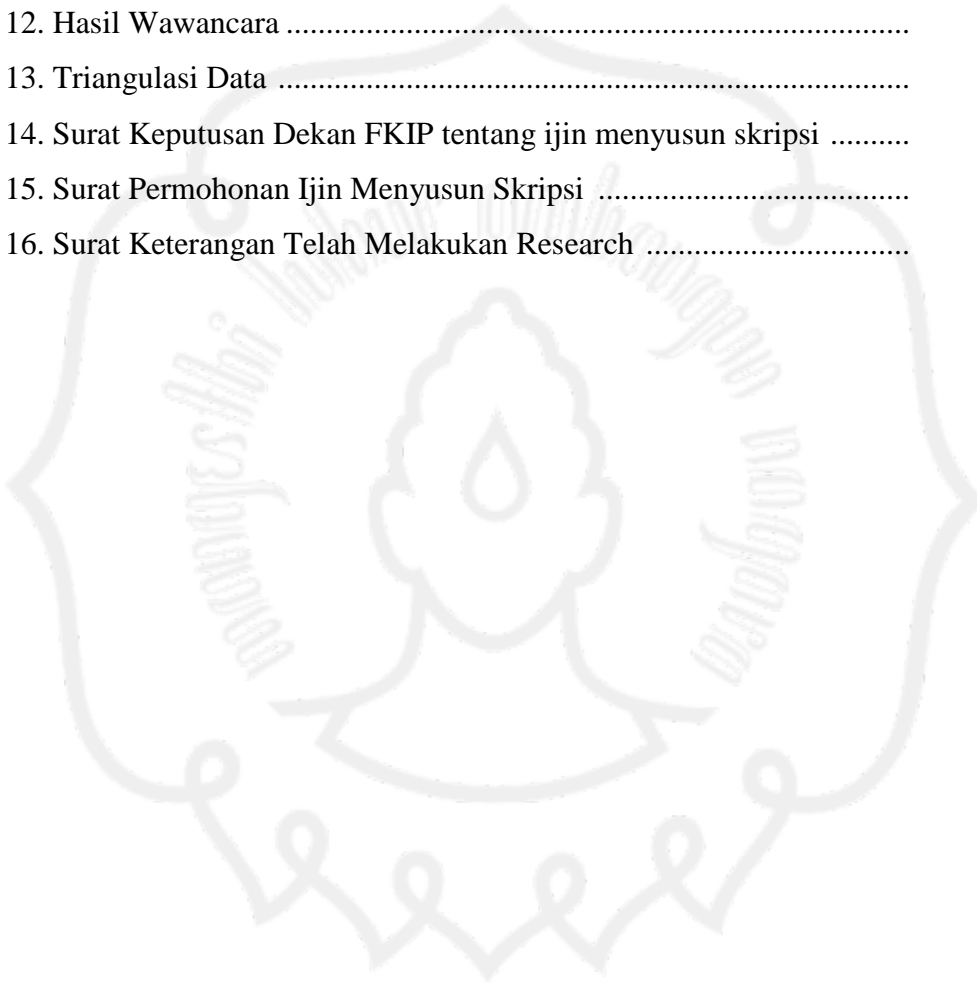 12. Hasil Wawancara ..............................................................................
13. Triangulasi Data ...............................................................................
14. Surat Keputusan Dekan FKIP tentang ijin menyusun skripsi ..........
15. Surat Permohonan Ijin Menyusun Skripsi .......................................
16. Surat Keterangan Telah Melakukan Research .................................